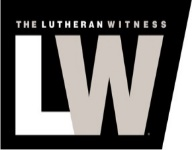 THE LUTHERAN WITNESS
LW